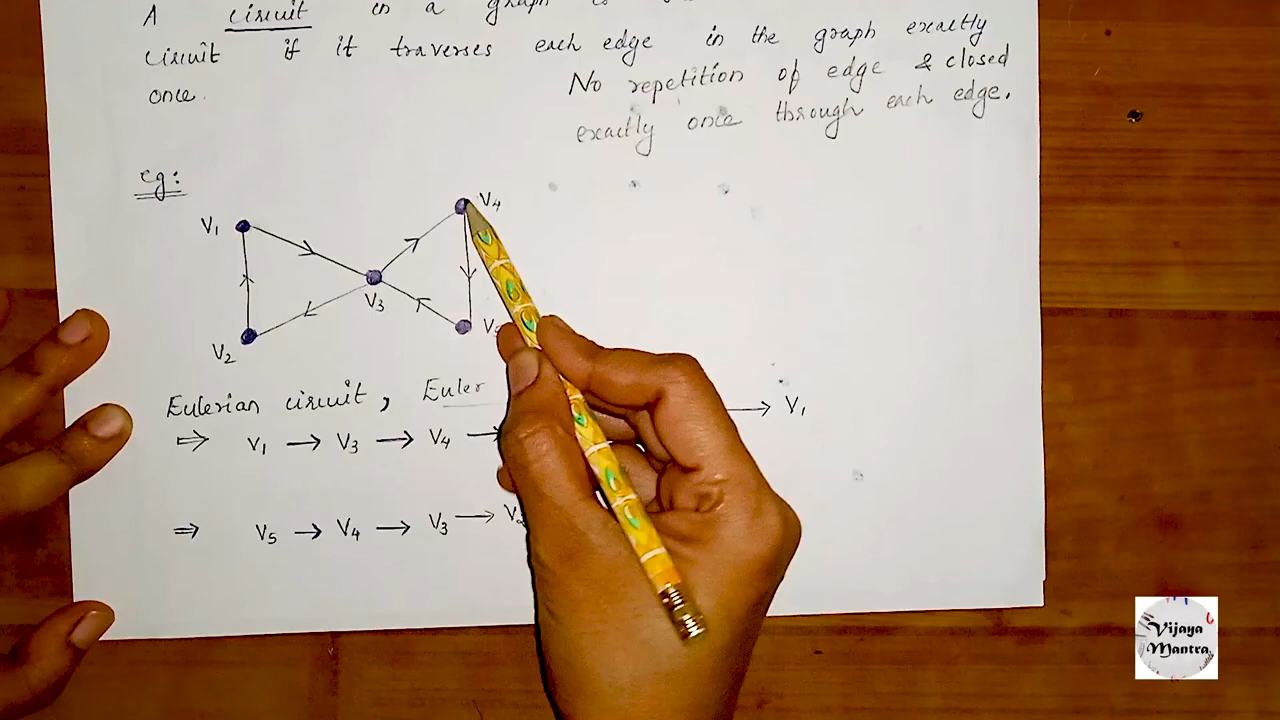 A circuit in a graph
circuit if it traverses each edge in the graph exactly
once.
No repetition of edge & closed
exactly once through each edge.
eg:
V1
V4
V3
V2
Eulerian circuit, Euler
⇒ V1 → V3 → V4 → → V1
⇒ V5 → V4 → V3 →
Vijaya
Mantra